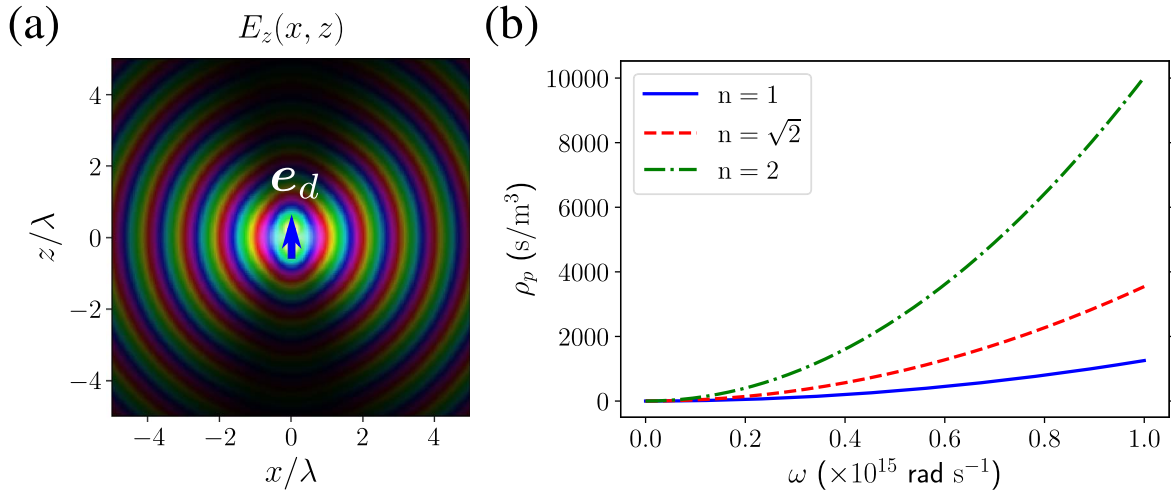 (a)
E_z(x, z)
4
2
0
−2
−4
z/λ
e_d
−4 −2 0 2 4
x/λ
(b)
10000
8000
6000
4000
2000
0
ρ_p (s/m³)
n = 1
n = √2
n = 2
0.0 0.2 0.4 0.6 0.8 1.0
ω (×10¹⁵ rad s⁻¹)